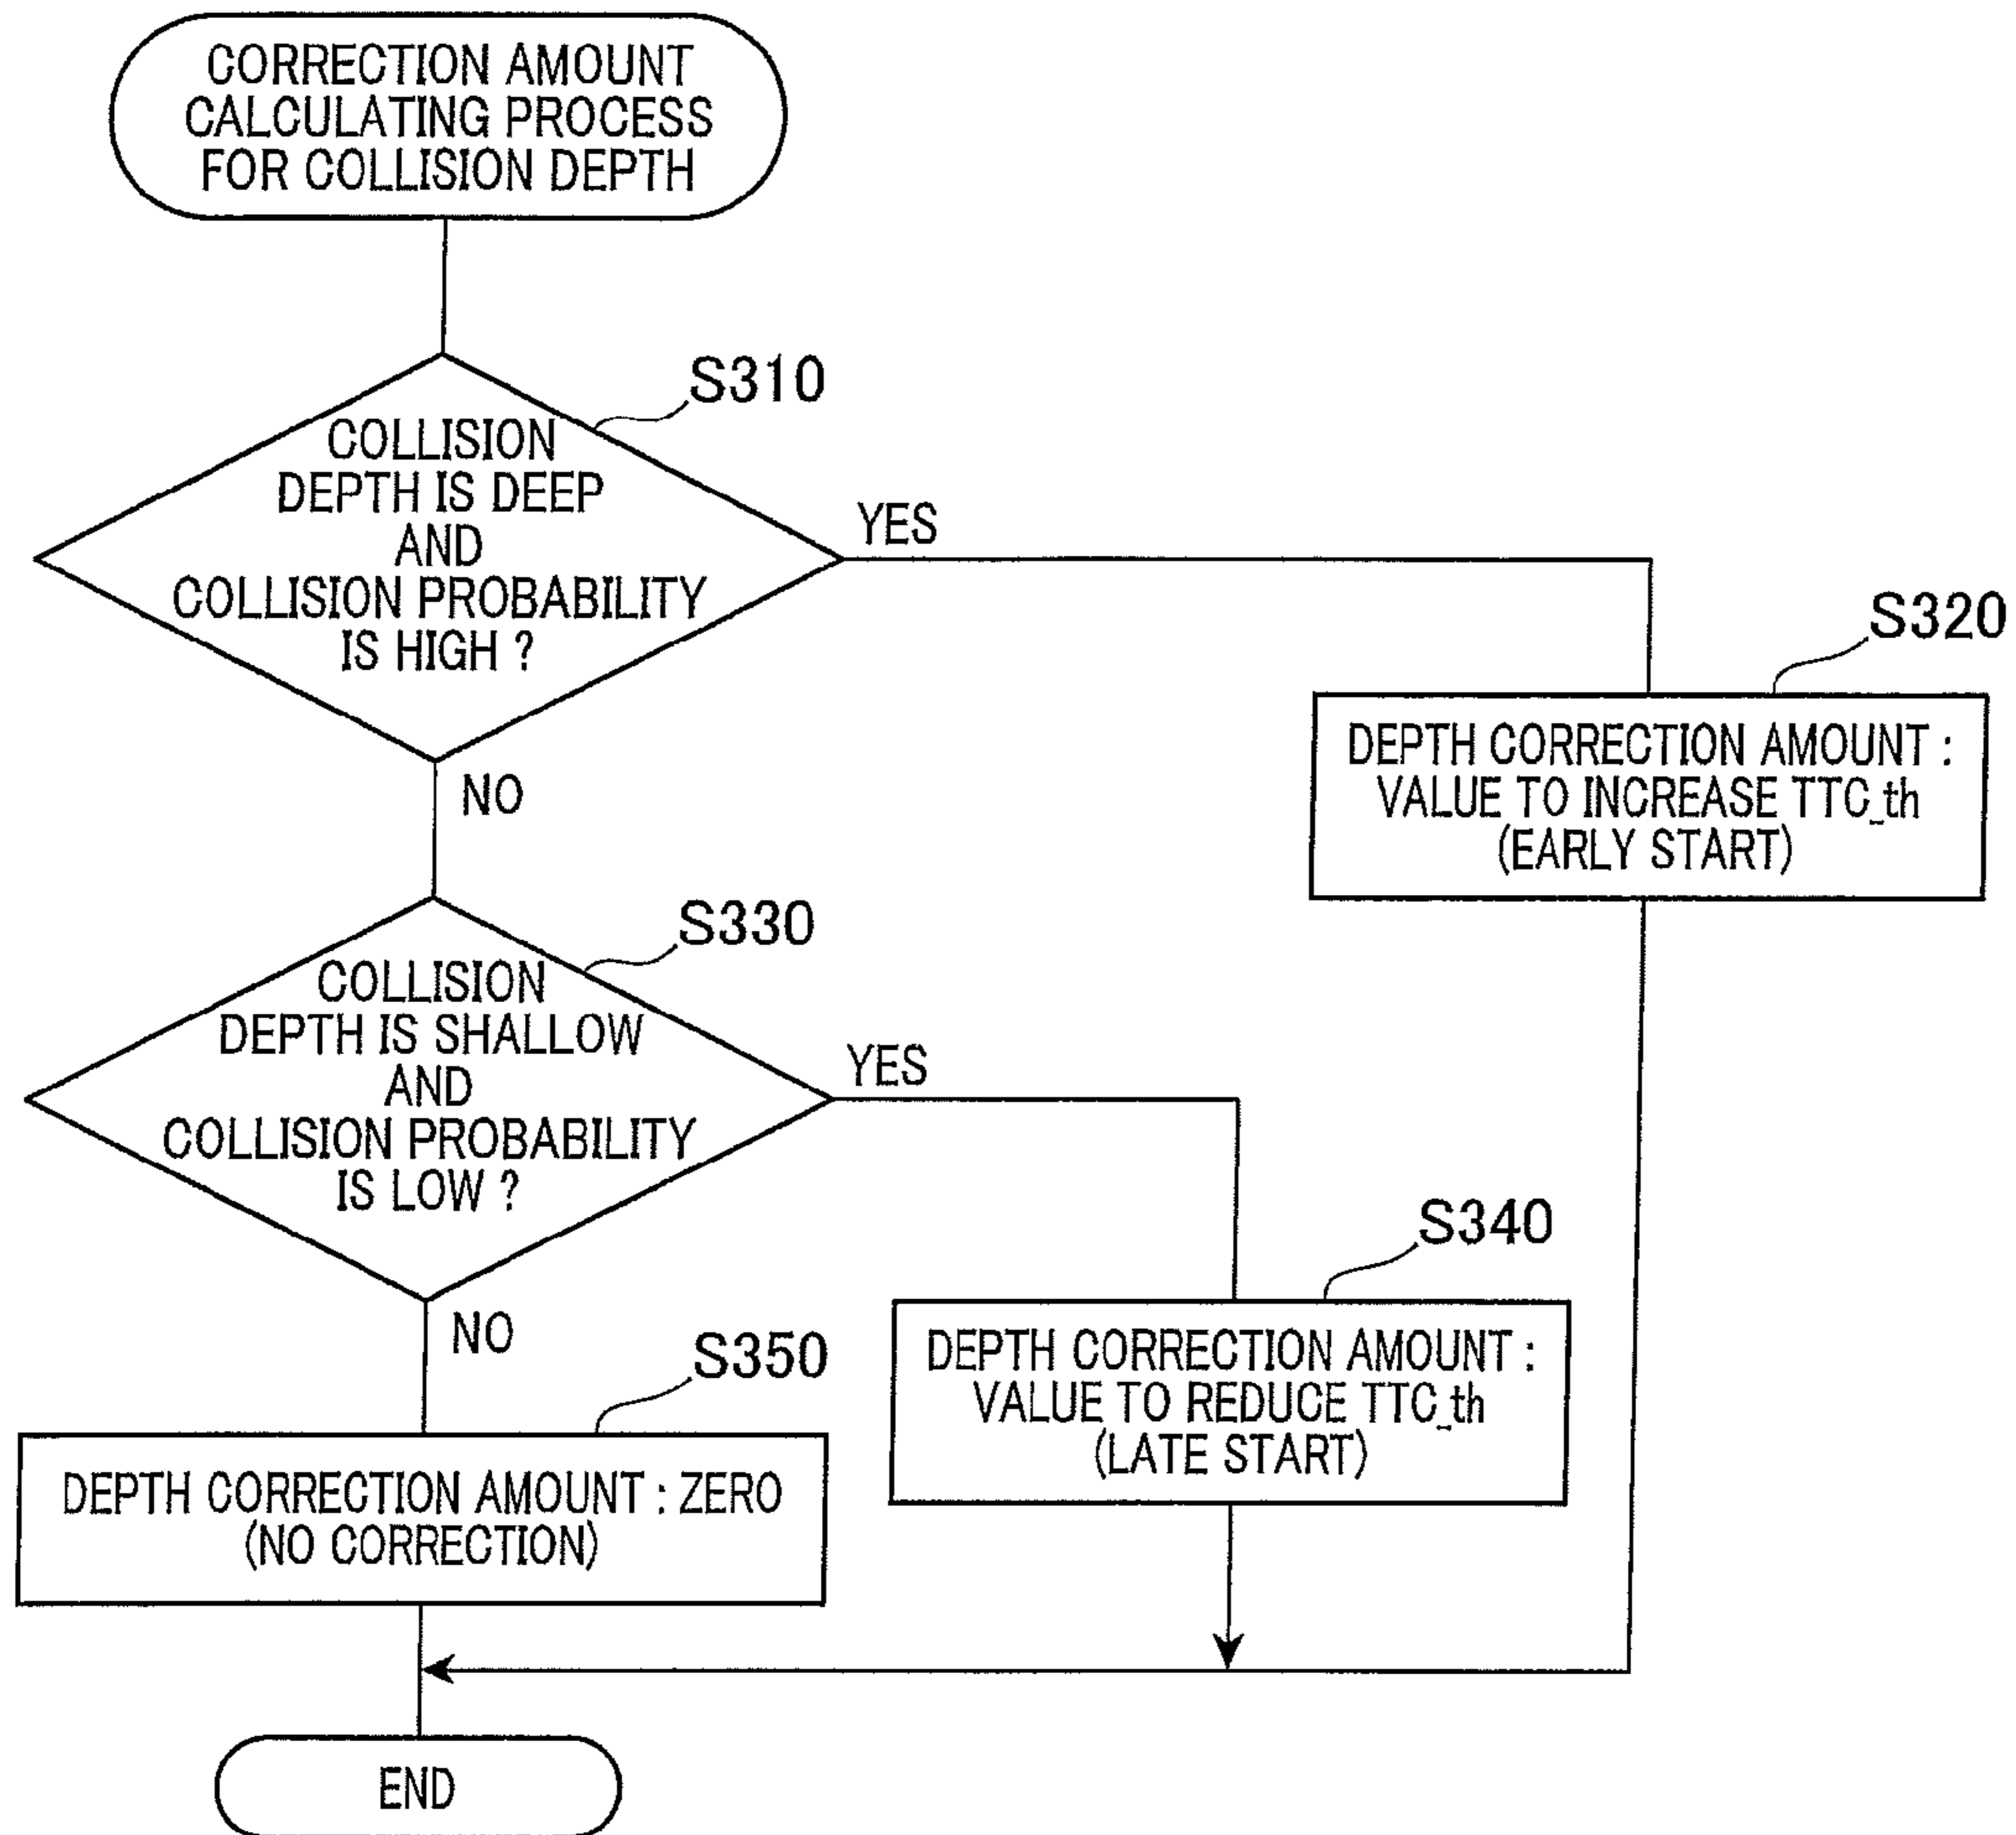 CORRECTION AMOUNT
CALCULATING PROCESS
FOR COLLISION DEPTH
S310
COLLISION
DEPTH IS DEEP
AND
COLLISION PROBABILITY
IS HIGH ?
YES
S320
DEPTH CORRECTION AMOUNT :
VALUE TO INCREASE TTC_th
(EARLY START)
NO
S330
COLLISION
DEPTH IS SHALLOW
AND
COLLISION PROBABILITY
IS LOW ?
YES
S340
DEPTH CORRECTION AMOUNT :
VALUE TO REDUCE TTC_th
(LATE START)
NO
S350
DEPTH CORRECTION AMOUNT : ZERO
(NO CORRECTION)
END